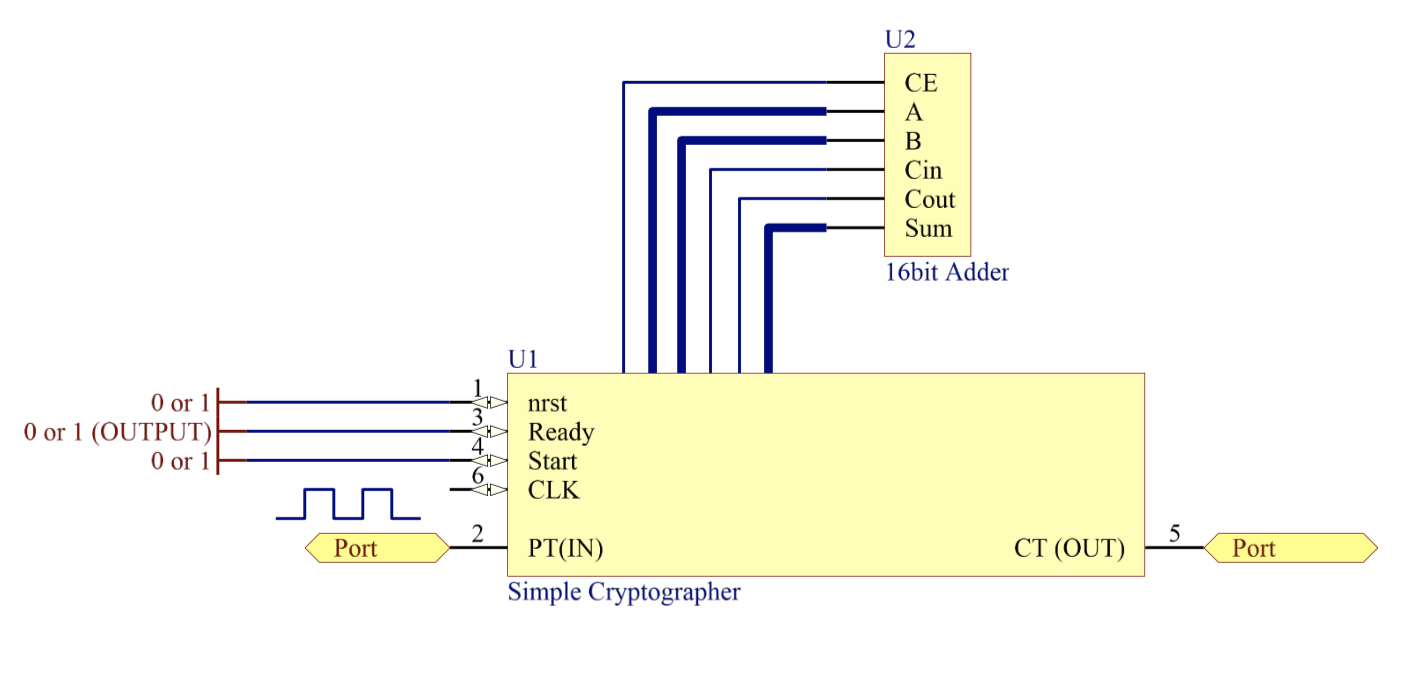 U2
CE
A
B
Cin
Cout
Sum
16bit Adder
U1
0 or 1 1 nrst
0 or 1 (OUTPUT) 3 Ready
0 or 1 4 Start
6 CLK
Port 2 PT(IN) CT (OUT) 5 Port
Simple Cryptographer